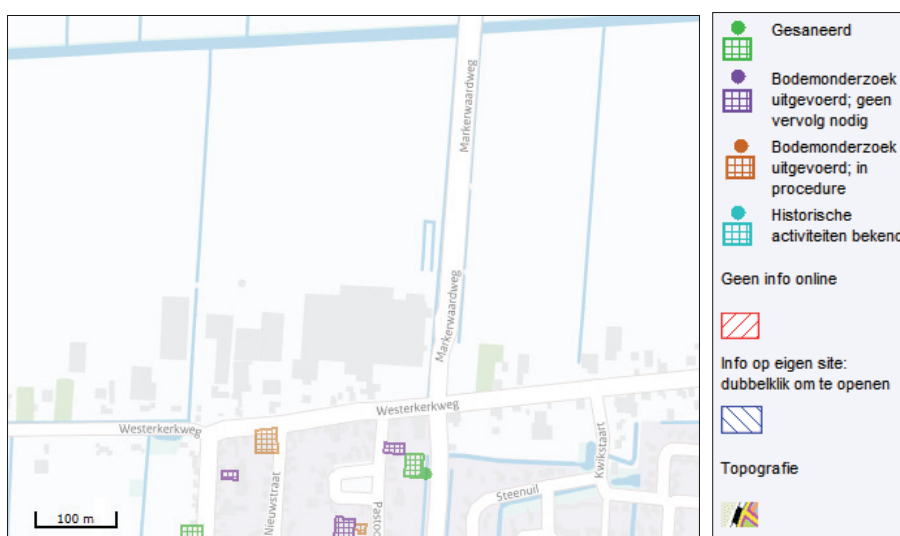 Markerwaardweg
Markerwaardweg
Westerkerkweg
Westerkerkweg
Nieuwstraat
Steenuil
Kwikstaart
100 m
Gesaneerd
Bodemonderzoek
uitgevoerd; geen
vervolg nodig
Bodemonderzoek
uitgevoerd; in
procedure
Historische
activiteiten
Geen info online
Info op eigen site:
dubbelklik om te openen
Topografie